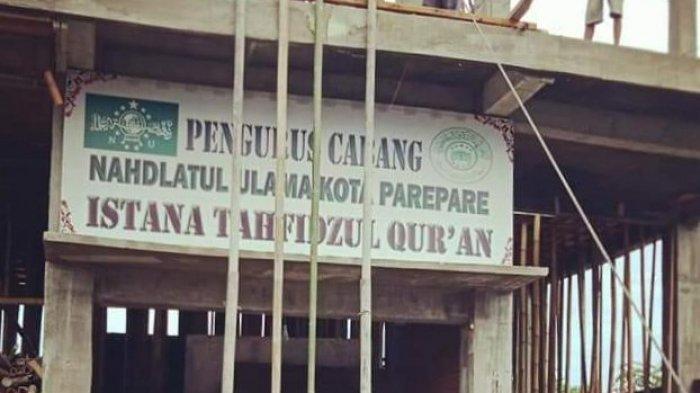 PENGURUS CABANG
NAHDLATUL ULAMA KOTA PAREPARE
ISTANA TAHFIDZUL QUR'AN
N U